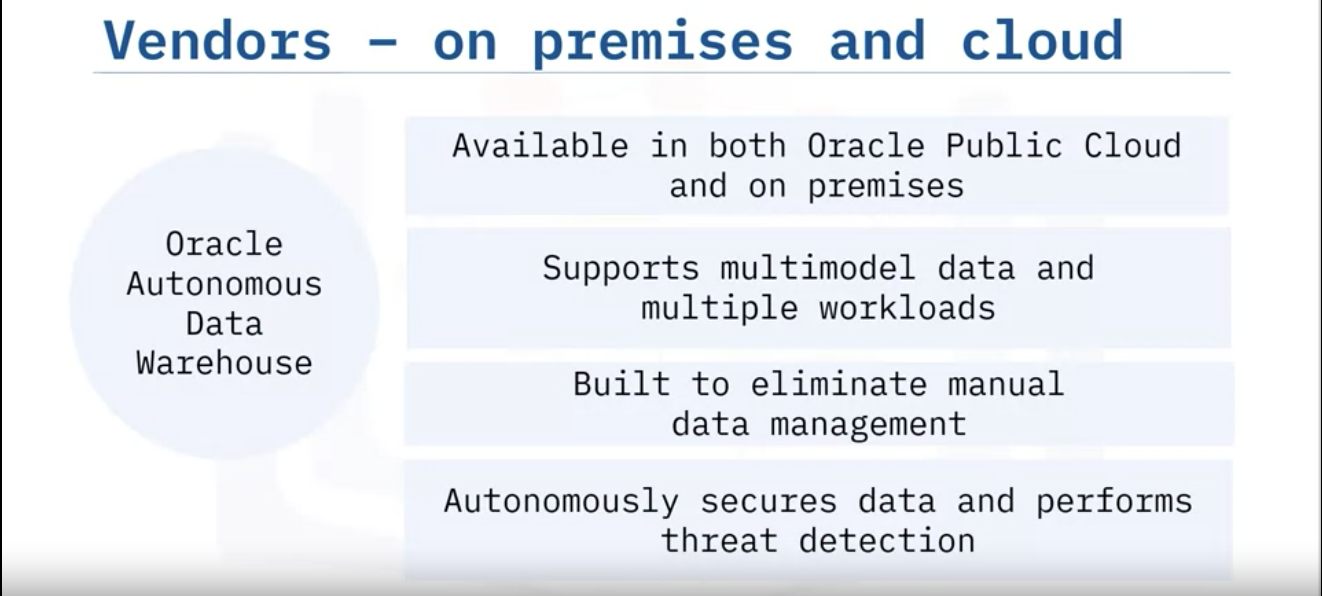 Vendors – on premises and cloud
Oracle
Autonomous
Data
Warehouse
Available in both Oracle Public Cloud
and on premises
Supports multimodel data and
multiple workloads
Built to eliminate manual
data management
Autonomously secures data and performs
threat detection